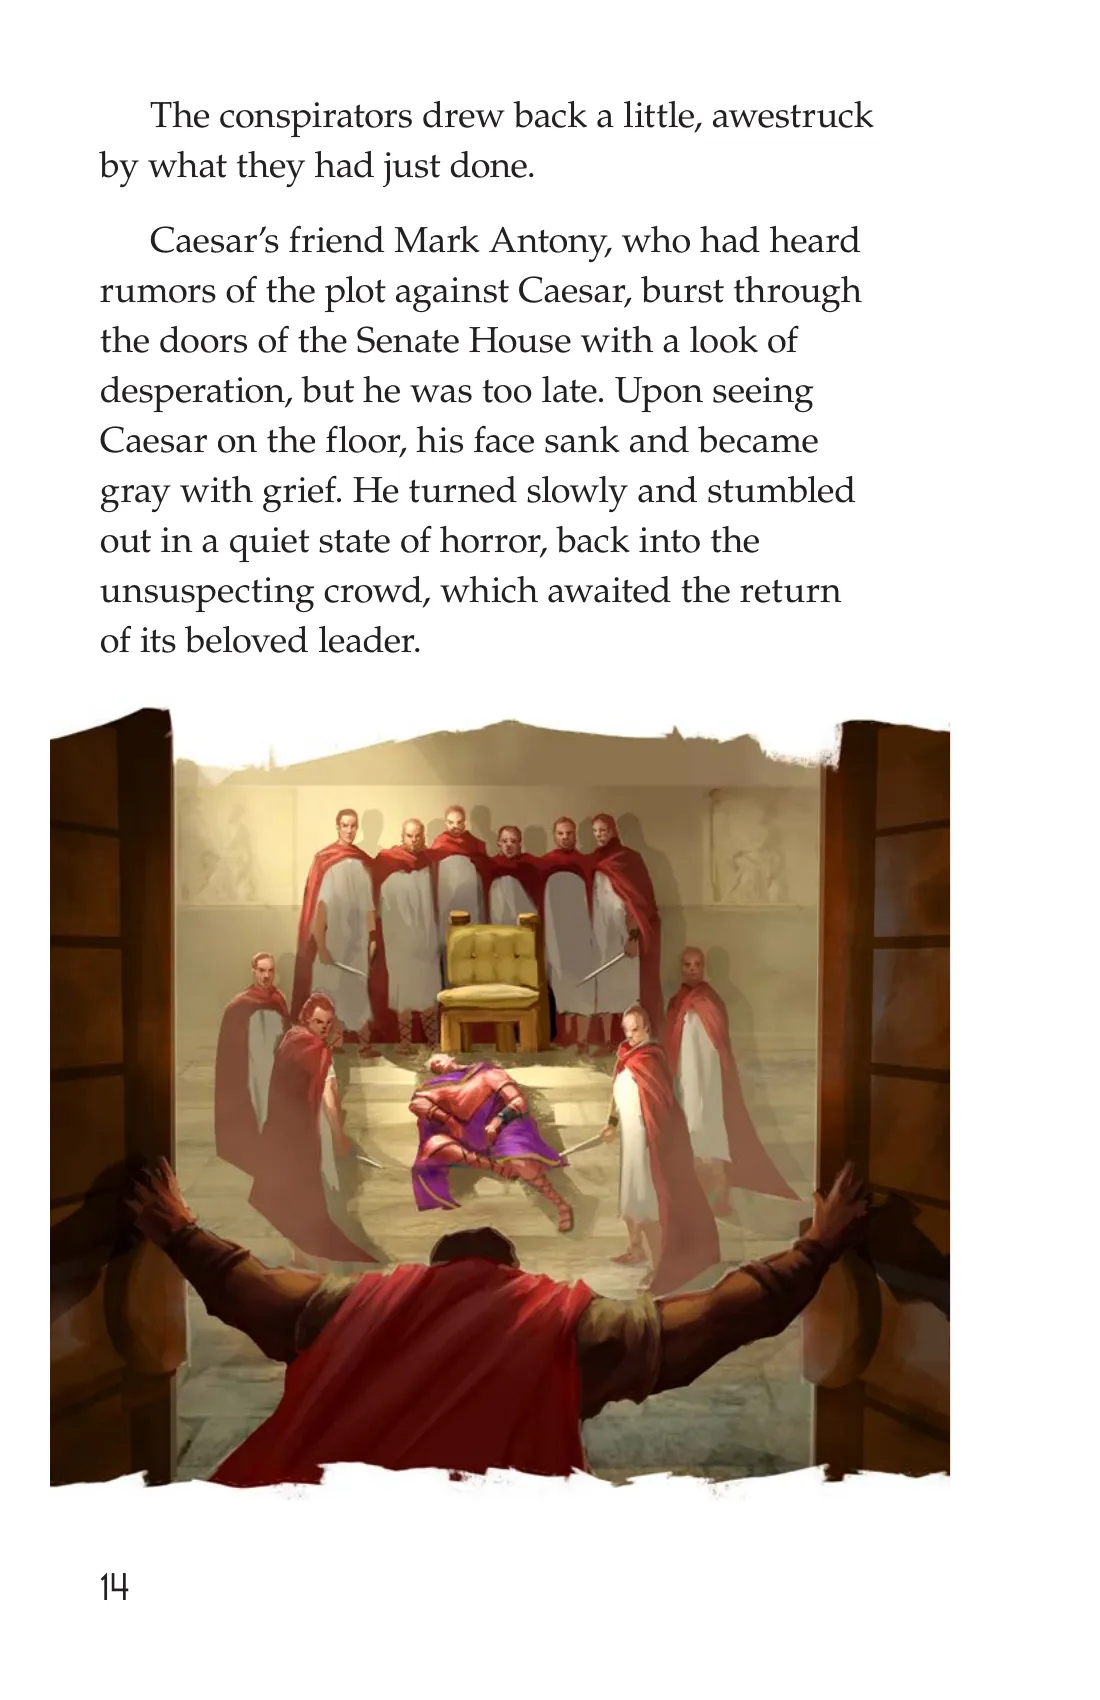 The conspirators drew back a little, awestruck
by what they had just done.
Caesar’s friend Mark Antony, who had heard
rumors of the plot against Caesar, burst through
the doors of the Senate House with a look of
desperation, but he was too late. Upon seeing
Caesar on the floor, his face sank and became
gray with grief. He turned slowly and stumbled
out in a quiet state of horror, back into the
unsuspecting crowd, which awaited the return
of its beloved leader.
14